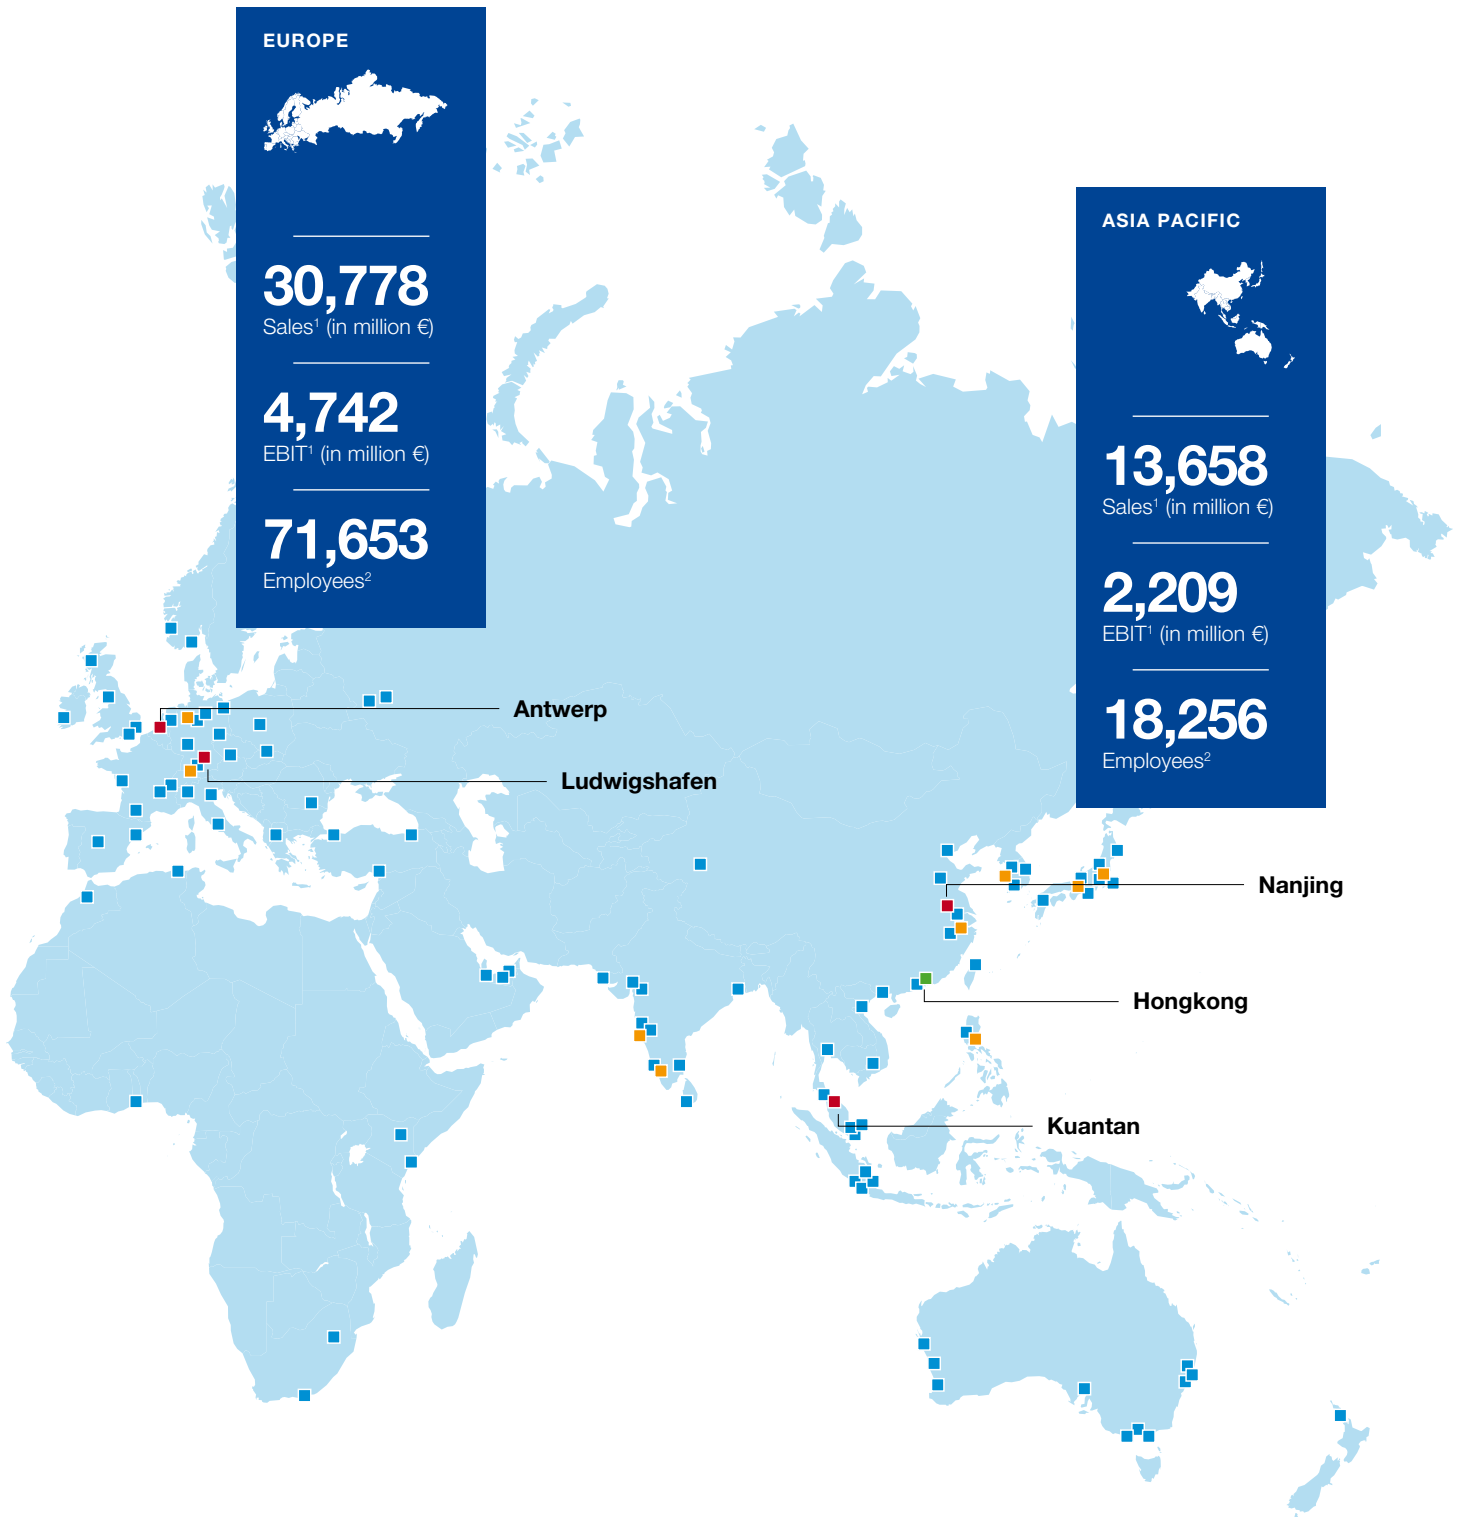 EUROPE
30,778
Sales¹ (in million €)
4,742
EBIT¹ (in million €)
71,653
Employees²
ASIA PACIFIC
13,658
Sales¹ (in million €)
2,209
EBIT¹ (in million €)
18,256
Employees²
Antwerp
Ludwigshafen
Nanjing
Hongkong
Kuantan